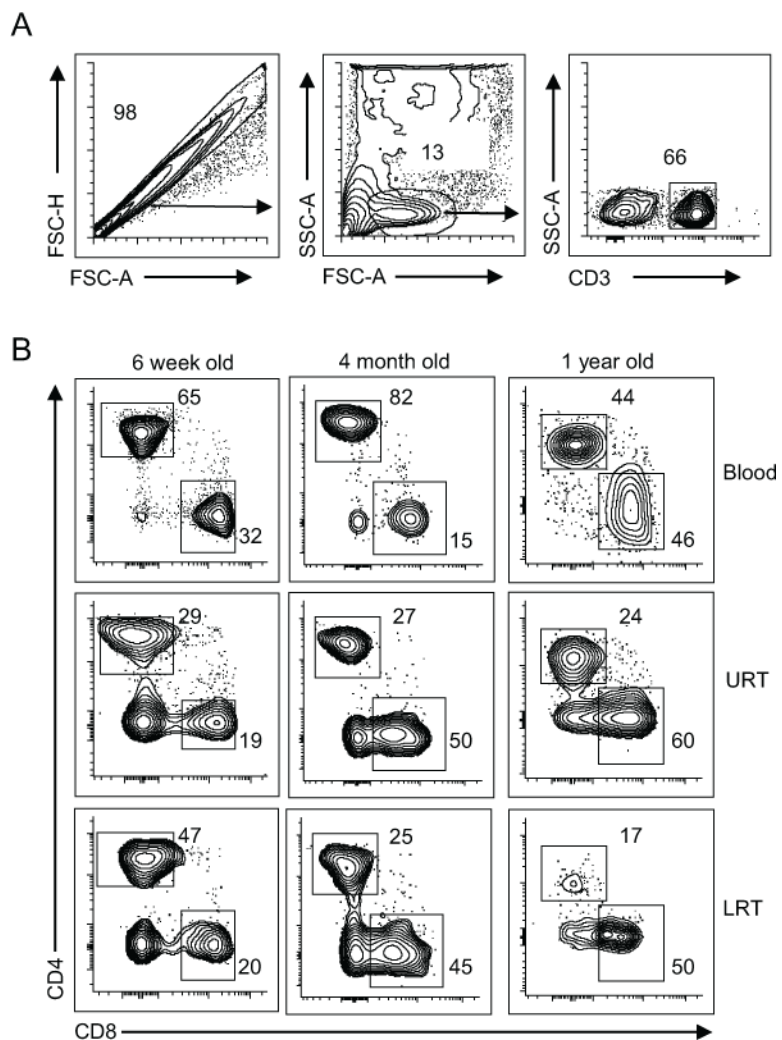 A
98
FSC-H
FSC-A
13
SSC-A
FSC-A
66
SSC-A
CD3
B
6 week old
4 month old
1 year old
65
32
82
15
44
46
Blood
29
19
27
50
24
60
URT
47
20
25
45
17
50
LRT
CD4
CD8